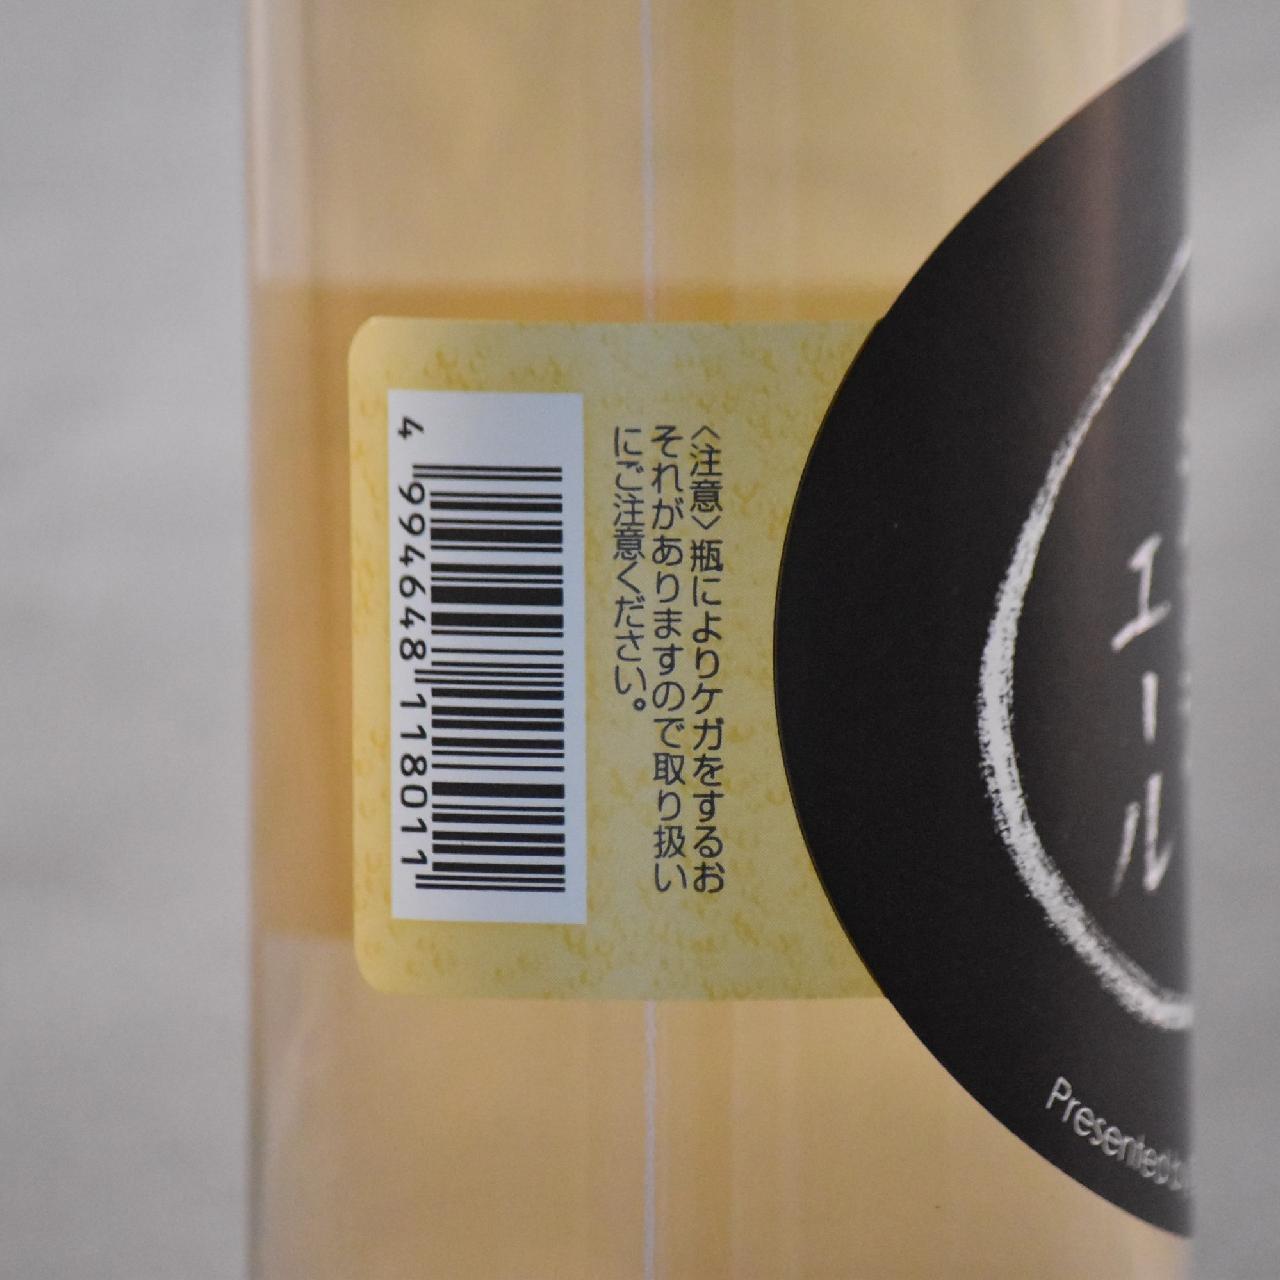 〈注意〉瓶によりケガをするお
それがありますので取り扱い
にご注意ください。
4 994648 118011
エール
Presented